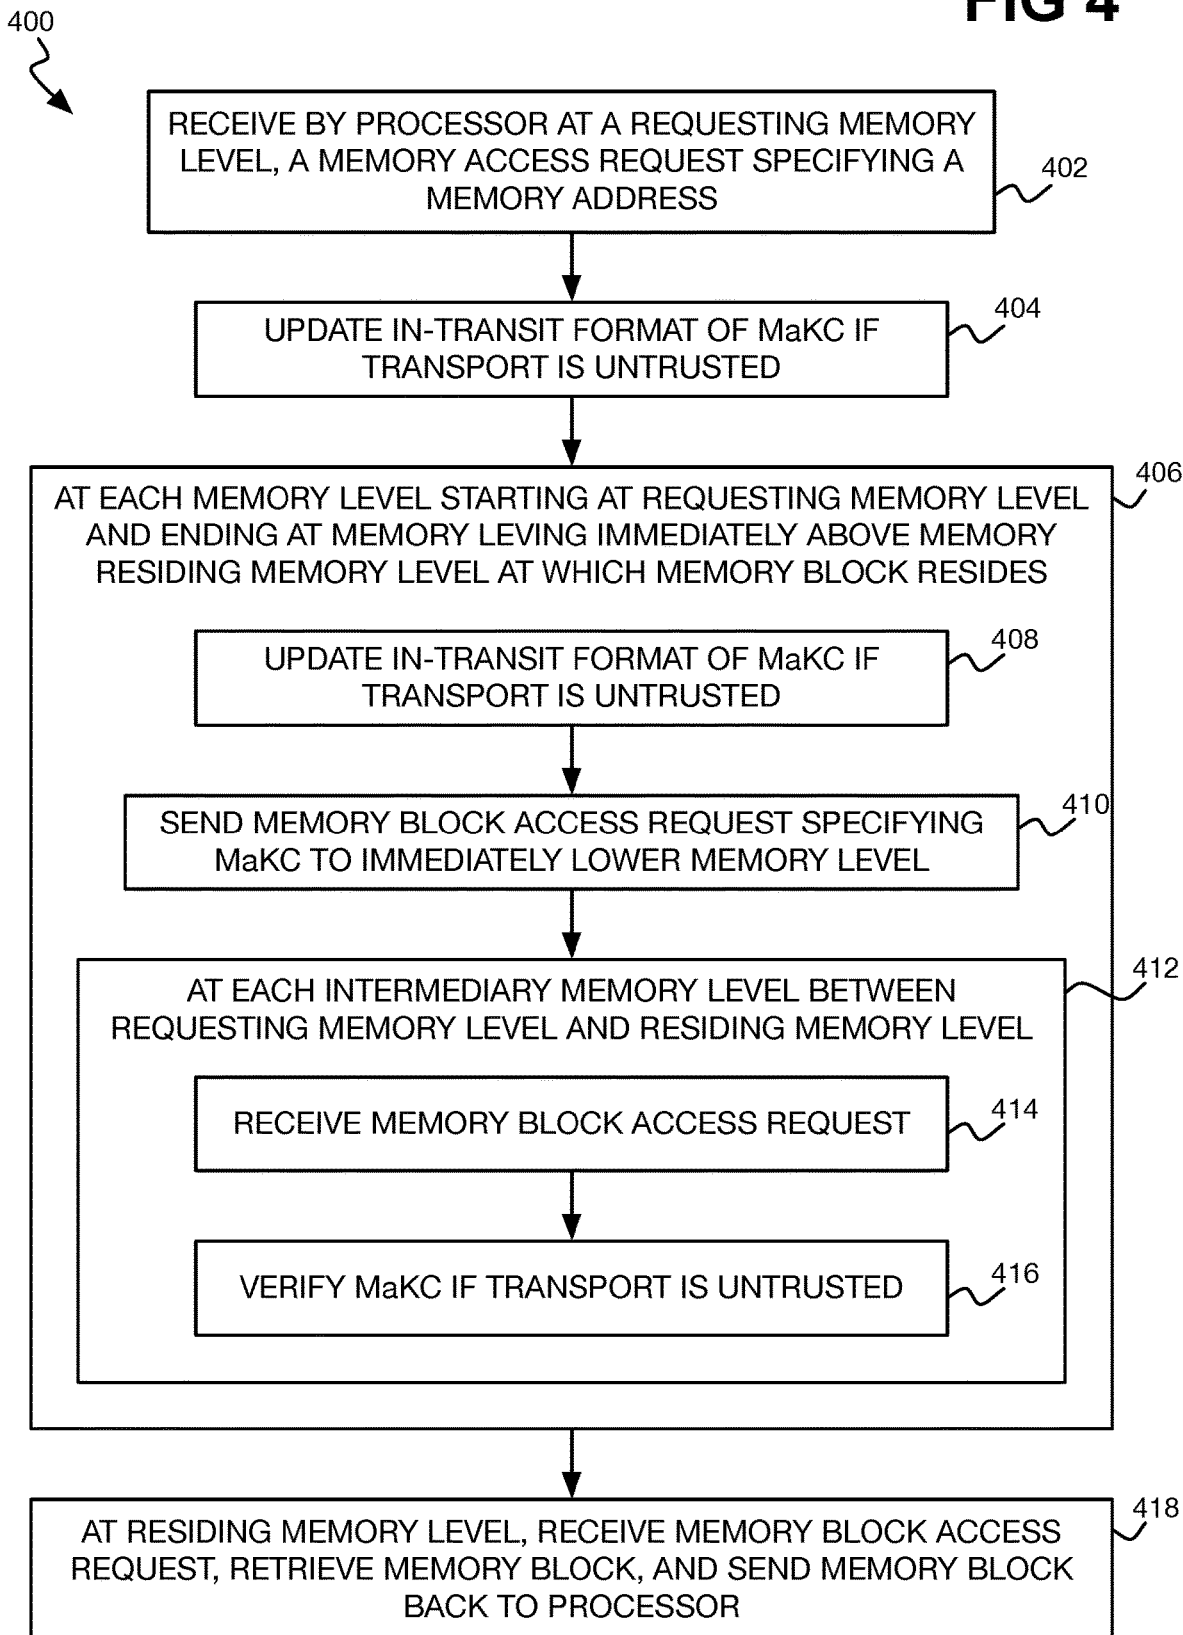 FIG 4
400
RECEIVE BY PROCESSOR AT A REQUESTING MEMORY
LEVEL, A MEMORY ACCESS REQUEST SPECIFYING A
MEMORY ADDRESS
402
UPDATE IN-TRANSIT FORMAT OF MaKC IF
TRANSPORT IS UNTRUSTED
404
AT EACH MEMORY LEVEL STARTING AT REQUESTING MEMORY LEVEL
AND ENDING AT MEMORY LEVING IMMEDIATELY ABOVE MEMORY
RESIDING MEMORY LEVEL AT WHICH MEMORY BLOCK RESIDES
406
UPDATE IN-TRANSIT FORMAT OF MaKC IF
TRANSPORT IS UNTRUSTED
408
SEND MEMORY BLOCK ACCESS REQUEST SPECIFYING
MaKC TO IMMEDIATELY LOWER MEMORY LEVEL
410
AT EACH INTERMEDIARY MEMORY LEVEL BETWEEN
REQUESTING MEMORY LEVEL AND RESIDING MEMORY LEVEL
412
RECEIVE MEMORY BLOCK ACCESS REQUEST
414
VERIFY MaKC IF TRANSPORT IS UNTRUSTED
416
AT RESIDING MEMORY LEVEL, RECEIVE MEMORY BLOCK ACCESS
REQUEST, RETRIEVE MEMORY BLOCK, AND SEND MEMORY BLOCK
BACK TO PROCESSOR
418